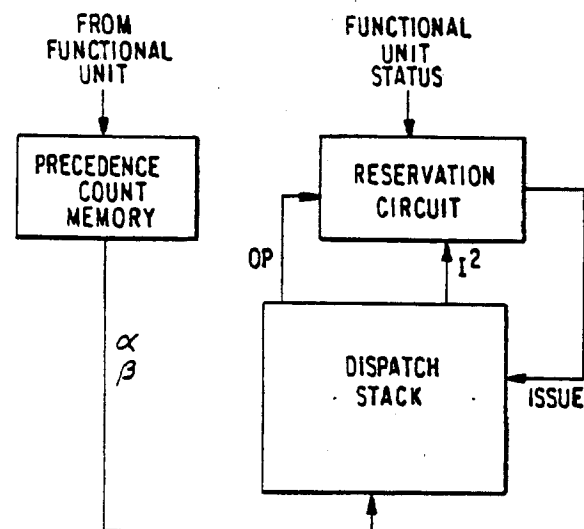 FROM
FUNCTIONAL
UNIT
FUNCTIONAL
UNIT
STATUS
PRECEDENCE
COUNT
MEMORY
RESERVATION
CIRCUIT
OP
I²
α
β
DISPATCH
STACK
ISSUE